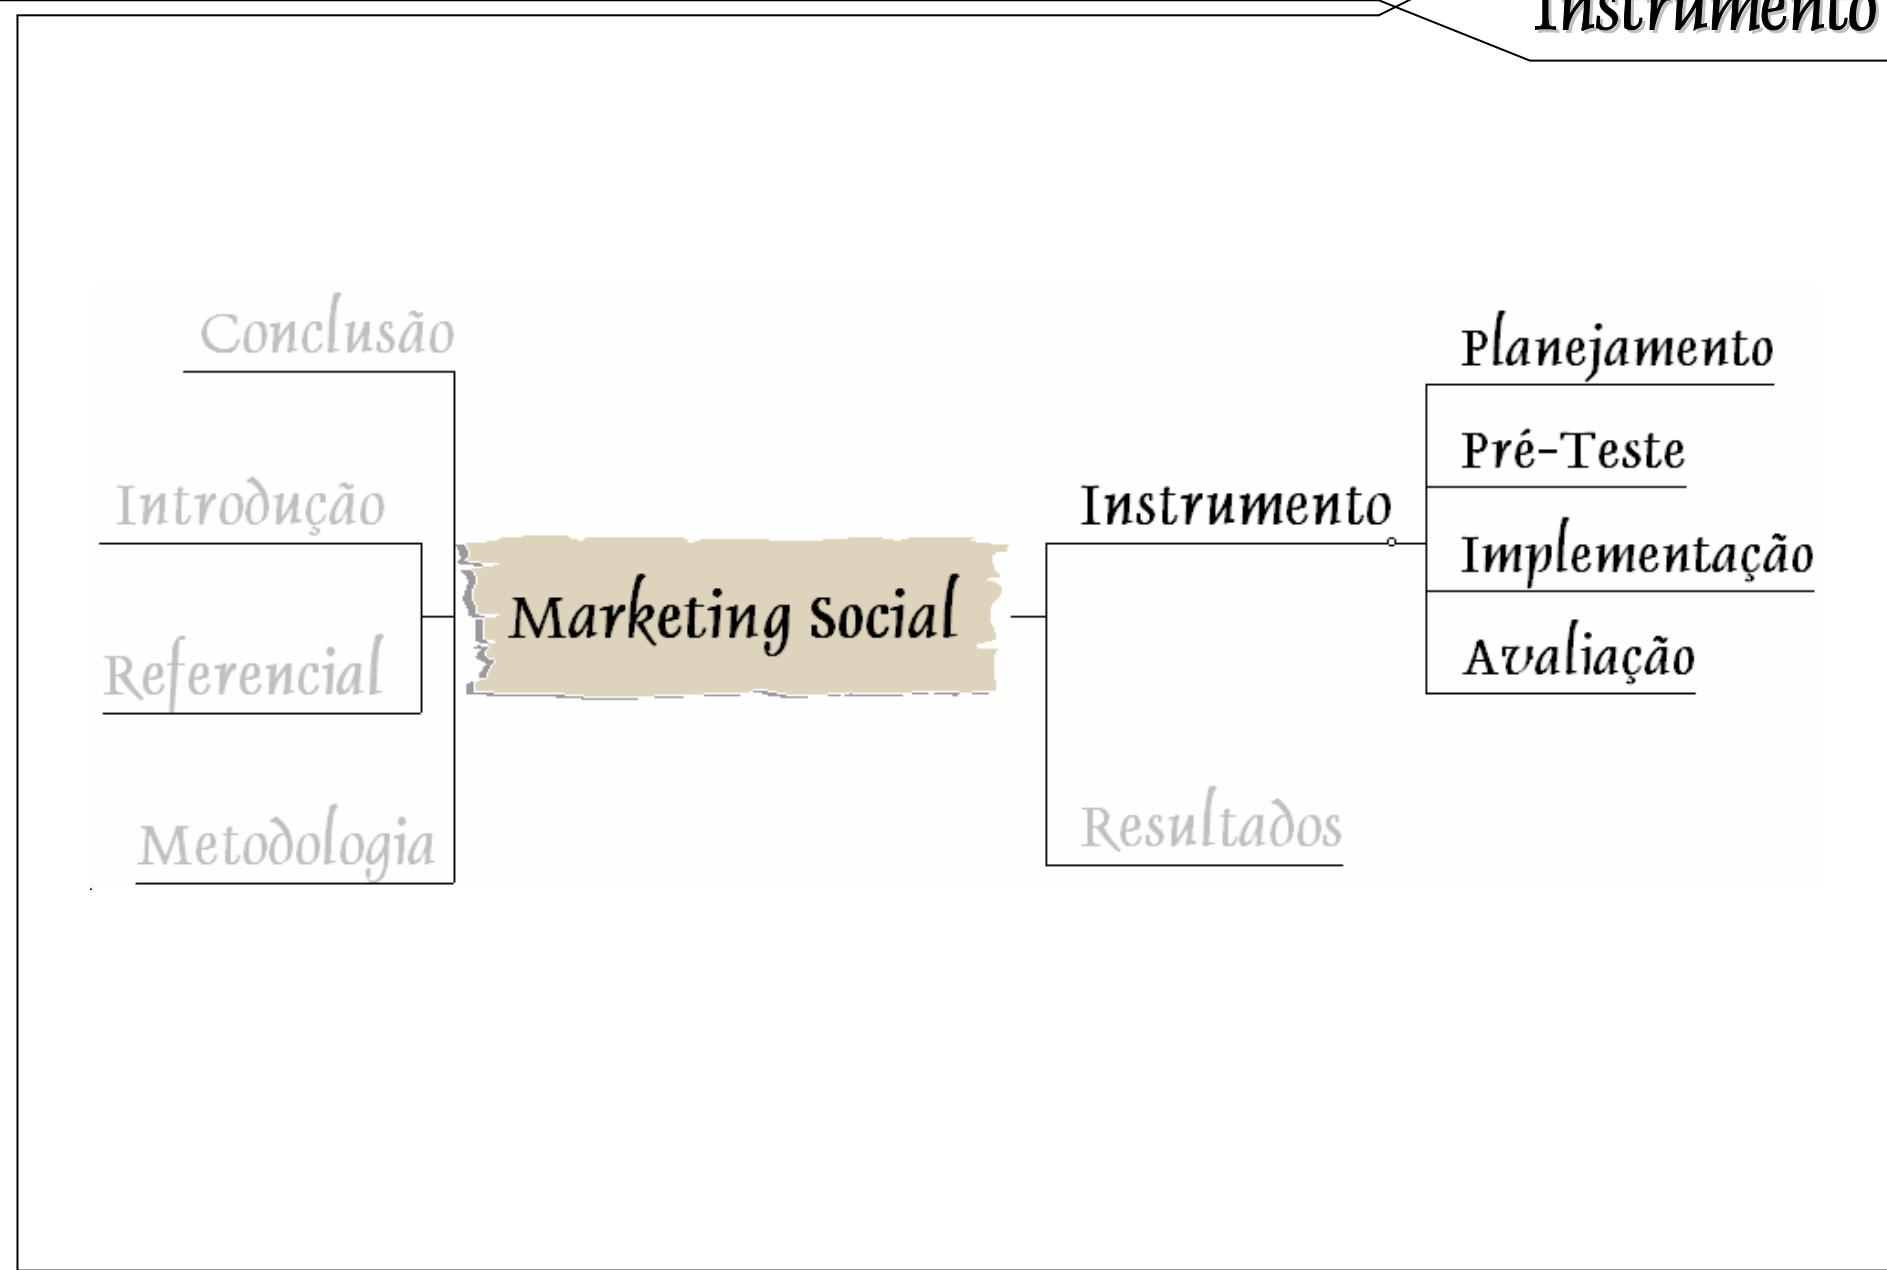 Instrumento
Conclusão
Introdução
Referencial
Metodologia
Marketing Social
Instrumento
Planejamento
Pré-Teste
Implementação
Avaliação
Resultados